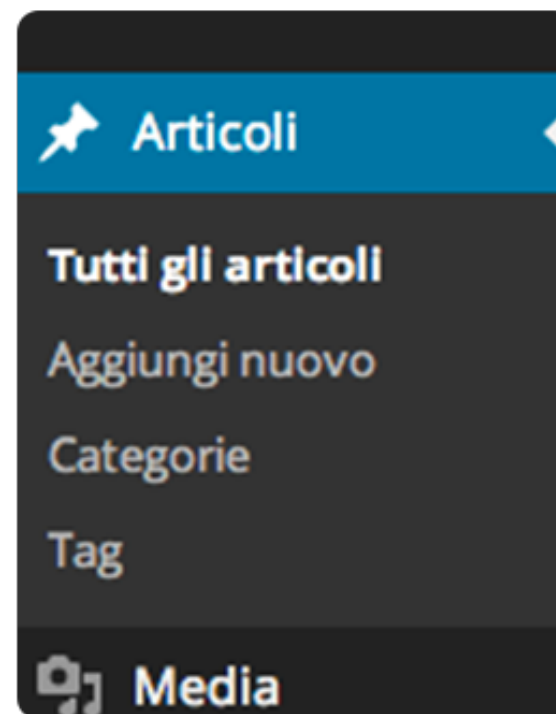 Articoli
Tutti gli articoli
Aggiungi nuovo
Categorie
Tag
Media